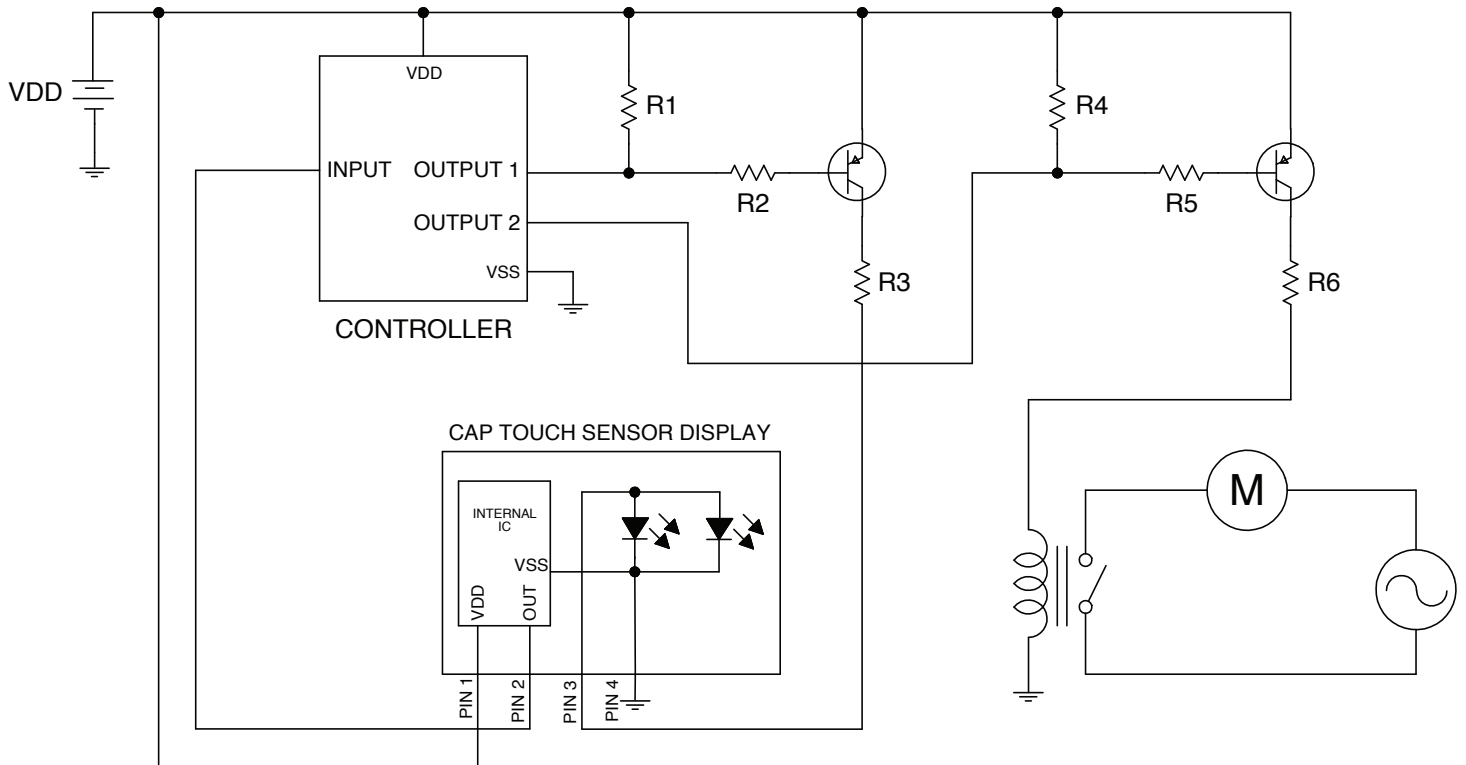 VDD
VDD
R1
R4
INPUT
OUTPUT 1
R2
R5
OUTPUT 2
VSS
R3
R6
CONTROLLER
CAP TOUCH SENSOR DISPLAY
INTERNAL
IC
VSS
VDD
OUT
M
PIN 1
PIN 2
PIN 3
PIN 4